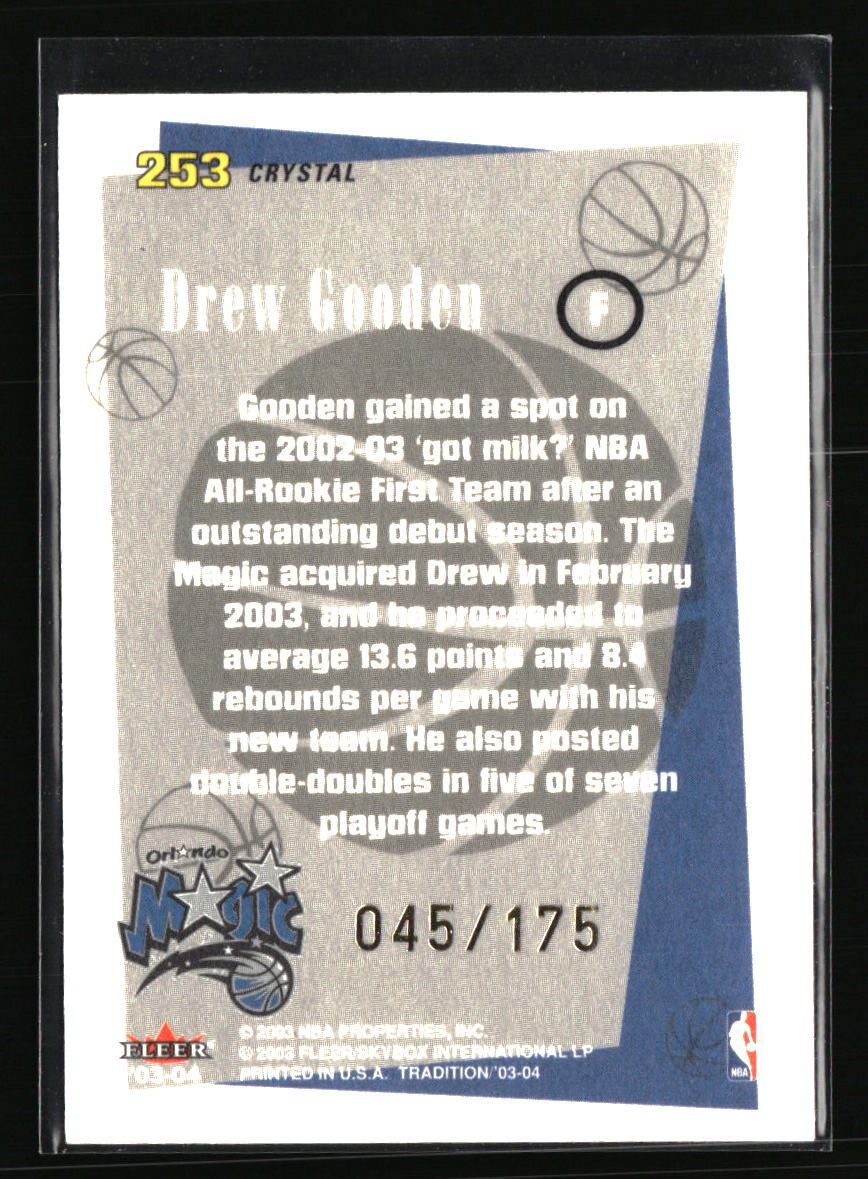 253 CRYSTAL
Drew Gooden F
Gooden gained a spot on
the 2002-03 'got milk?' NBA
All-Rookie First Team after an
outstanding debut season. The
Magic acquired Drew in February
2003, and he proceeded to
average 13.6 points and 8.4
rebounds per game with his
new team. He also posted
double-doubles in five of seven
playoff games.
Orlando
Magic
045/175
FLEER
'03-04
© 2003 NBA PROPERTIES, INC.
© 2003 FLEER/SKYBOX INTERNATIONAL LP
PRINTED IN U.S.A. TRADITION/'03-04
NBA